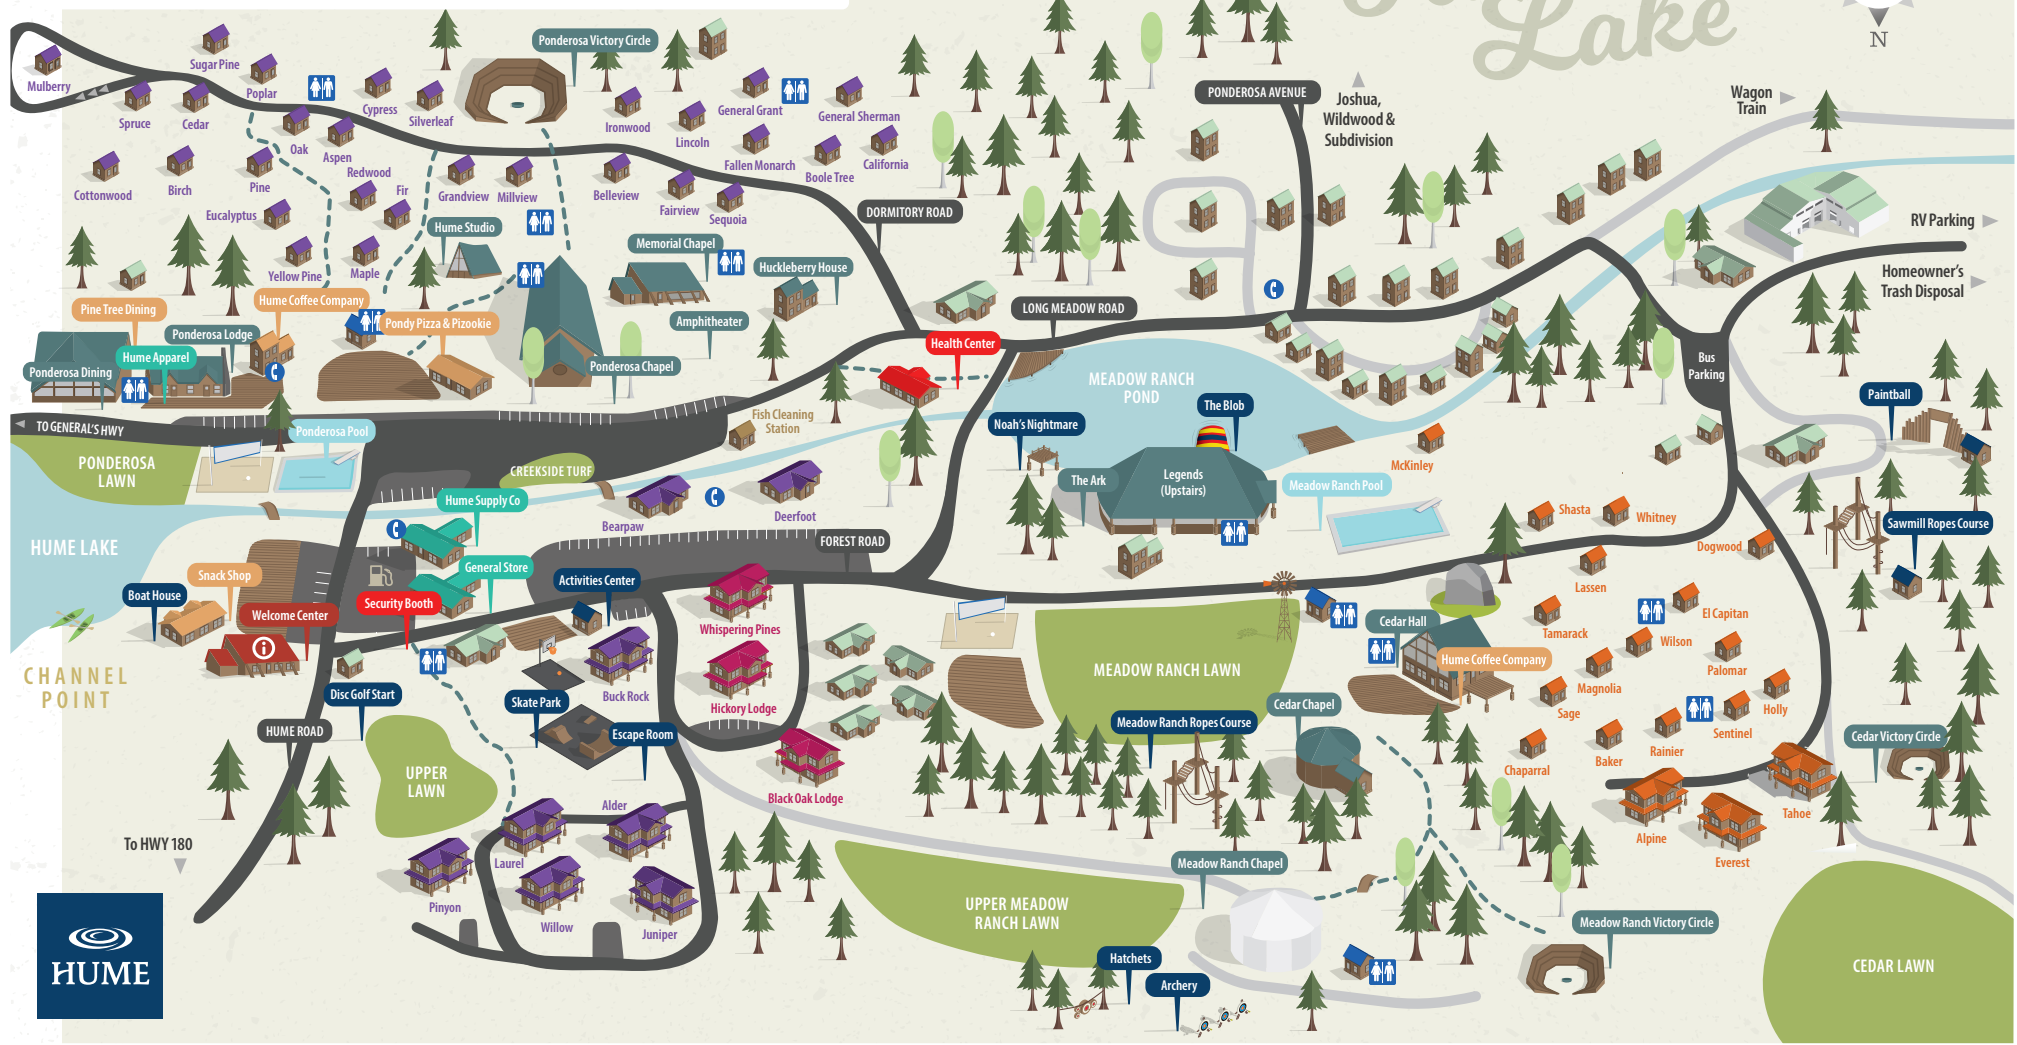 Lake
N
Mulberry
Sugar Pine
Poplar
Spruce
Cedar
Cypress
Silverleaf
Ponderosa Victory Circle
Ironwood
Lincoln
General Grant
General Sherman
Fallen Monarch
Boole Tree
California
PONDEROSA AVENUE
Joshua,
Wildwood &
Subdivision
Wagon
Train
Oak
Aspen
Redwood
Fir
Cottonwood
Birch
Pine
Eucalyptus
Grandview
Millview
Belleview
Fairview
Sequoia
DORMITORY ROAD
RV Parking
Homeowner's
Trash Disposal
Yellow Pine
Maple
Hume Studio
Memorial Chapel
Huckleberry House
Pine Tree Dining
Hume Coffee Company
Pondy Pizza & Pizookie
Amphitheater
LONG MEADOW ROAD
Ponderosa Lodge
Hume Apparel
Ponderosa Dining
Ponderosa Chapel
Health Center
MEADOW RANCH
POND
Bus
Parking
Paintball
TO GENERAL'S HWY
Ponderosa Pool
Fish Cleaning
Station
Noah's Nightmare
The Blob
PONDEROSA
LAWN
CREEKSIDE TURF
The Ark
Legends
(Upstairs)
Meadow Ranch Pool
McKinley
Hume Supply Co
Bearpaw
Deerfoot
Shasta
Whitney
Sawmill Ropes Course
HUME LAKE
FOREST ROAD
Dogwood
Snack Shop
General Store
Activities Center
Lassen
Boat House
Welcome Center
Security Booth
Whispering Pines
Cedar Hall
Tamarack
El Capitan
Wilson
Hume Coffee Company
Palomar
MEADOW RANCH LAWN
Magnolia
CHANNEL
POINT
Disc Golf Start
Skate Park
Buck Rock
Hickory Lodge
Cedar Chapel
Sage
Holly
HUME ROAD
Escape Room
Meadow Ranch Ropes Course
Rainier
Sentinel
Cedar Victory Circle
Baker
Chaparral
UPPER
LAWN
Black Oak Lodge
Alder
Tahoe
Alpine
Everest
To HWY 180
Laurel
Meadow Ranch Chapel
Pinyon
Willow
Juniper
UPPER MEADOW
RANCH LAWN
Meadow Ranch Victory Circle
Hatchets
Archery
CEDAR LAWN
HUME